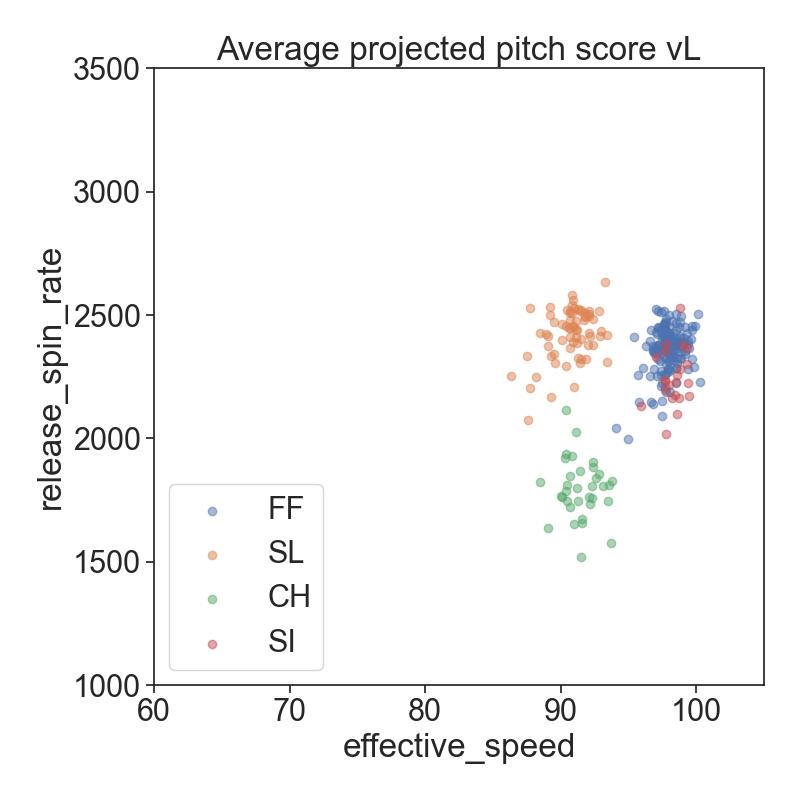 Average projected pitch score vL
3500
3000
2500
2000
1500
1000
release_spin_rate
FF
SL
CH
SI
60 70 80 90 100
effective_speed